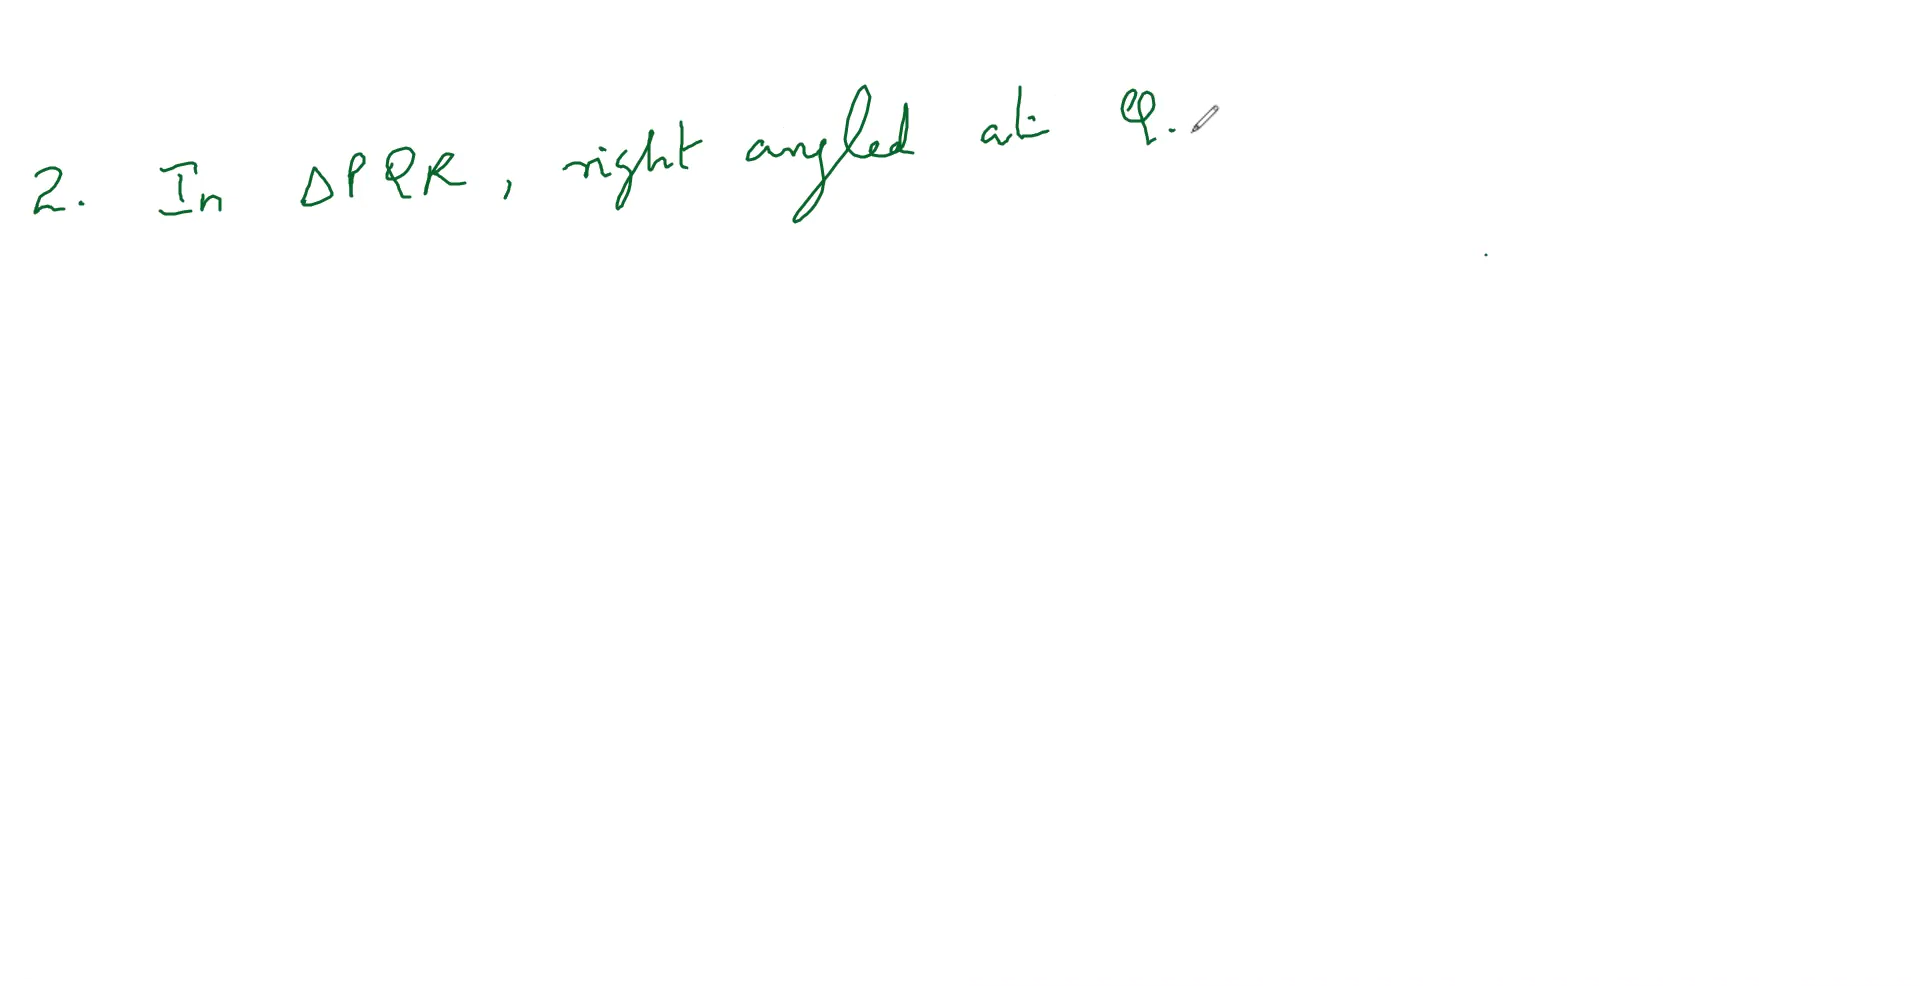 2. In ΔPQR, right angled at Q.